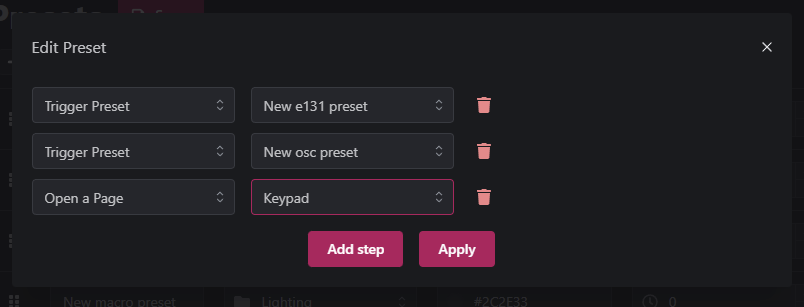 Presets
Edit Preset
Trigger Preset New e131 preset
Trigger Preset New osc preset
Open a Page Keypad
Add step Apply
New macro preset Lighting #2C2E33 0